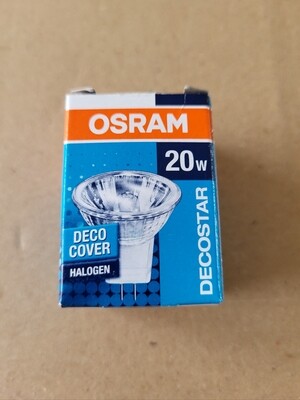 OSRAM
20W
DECO
COVER
HALOGEN
DECOSTAR